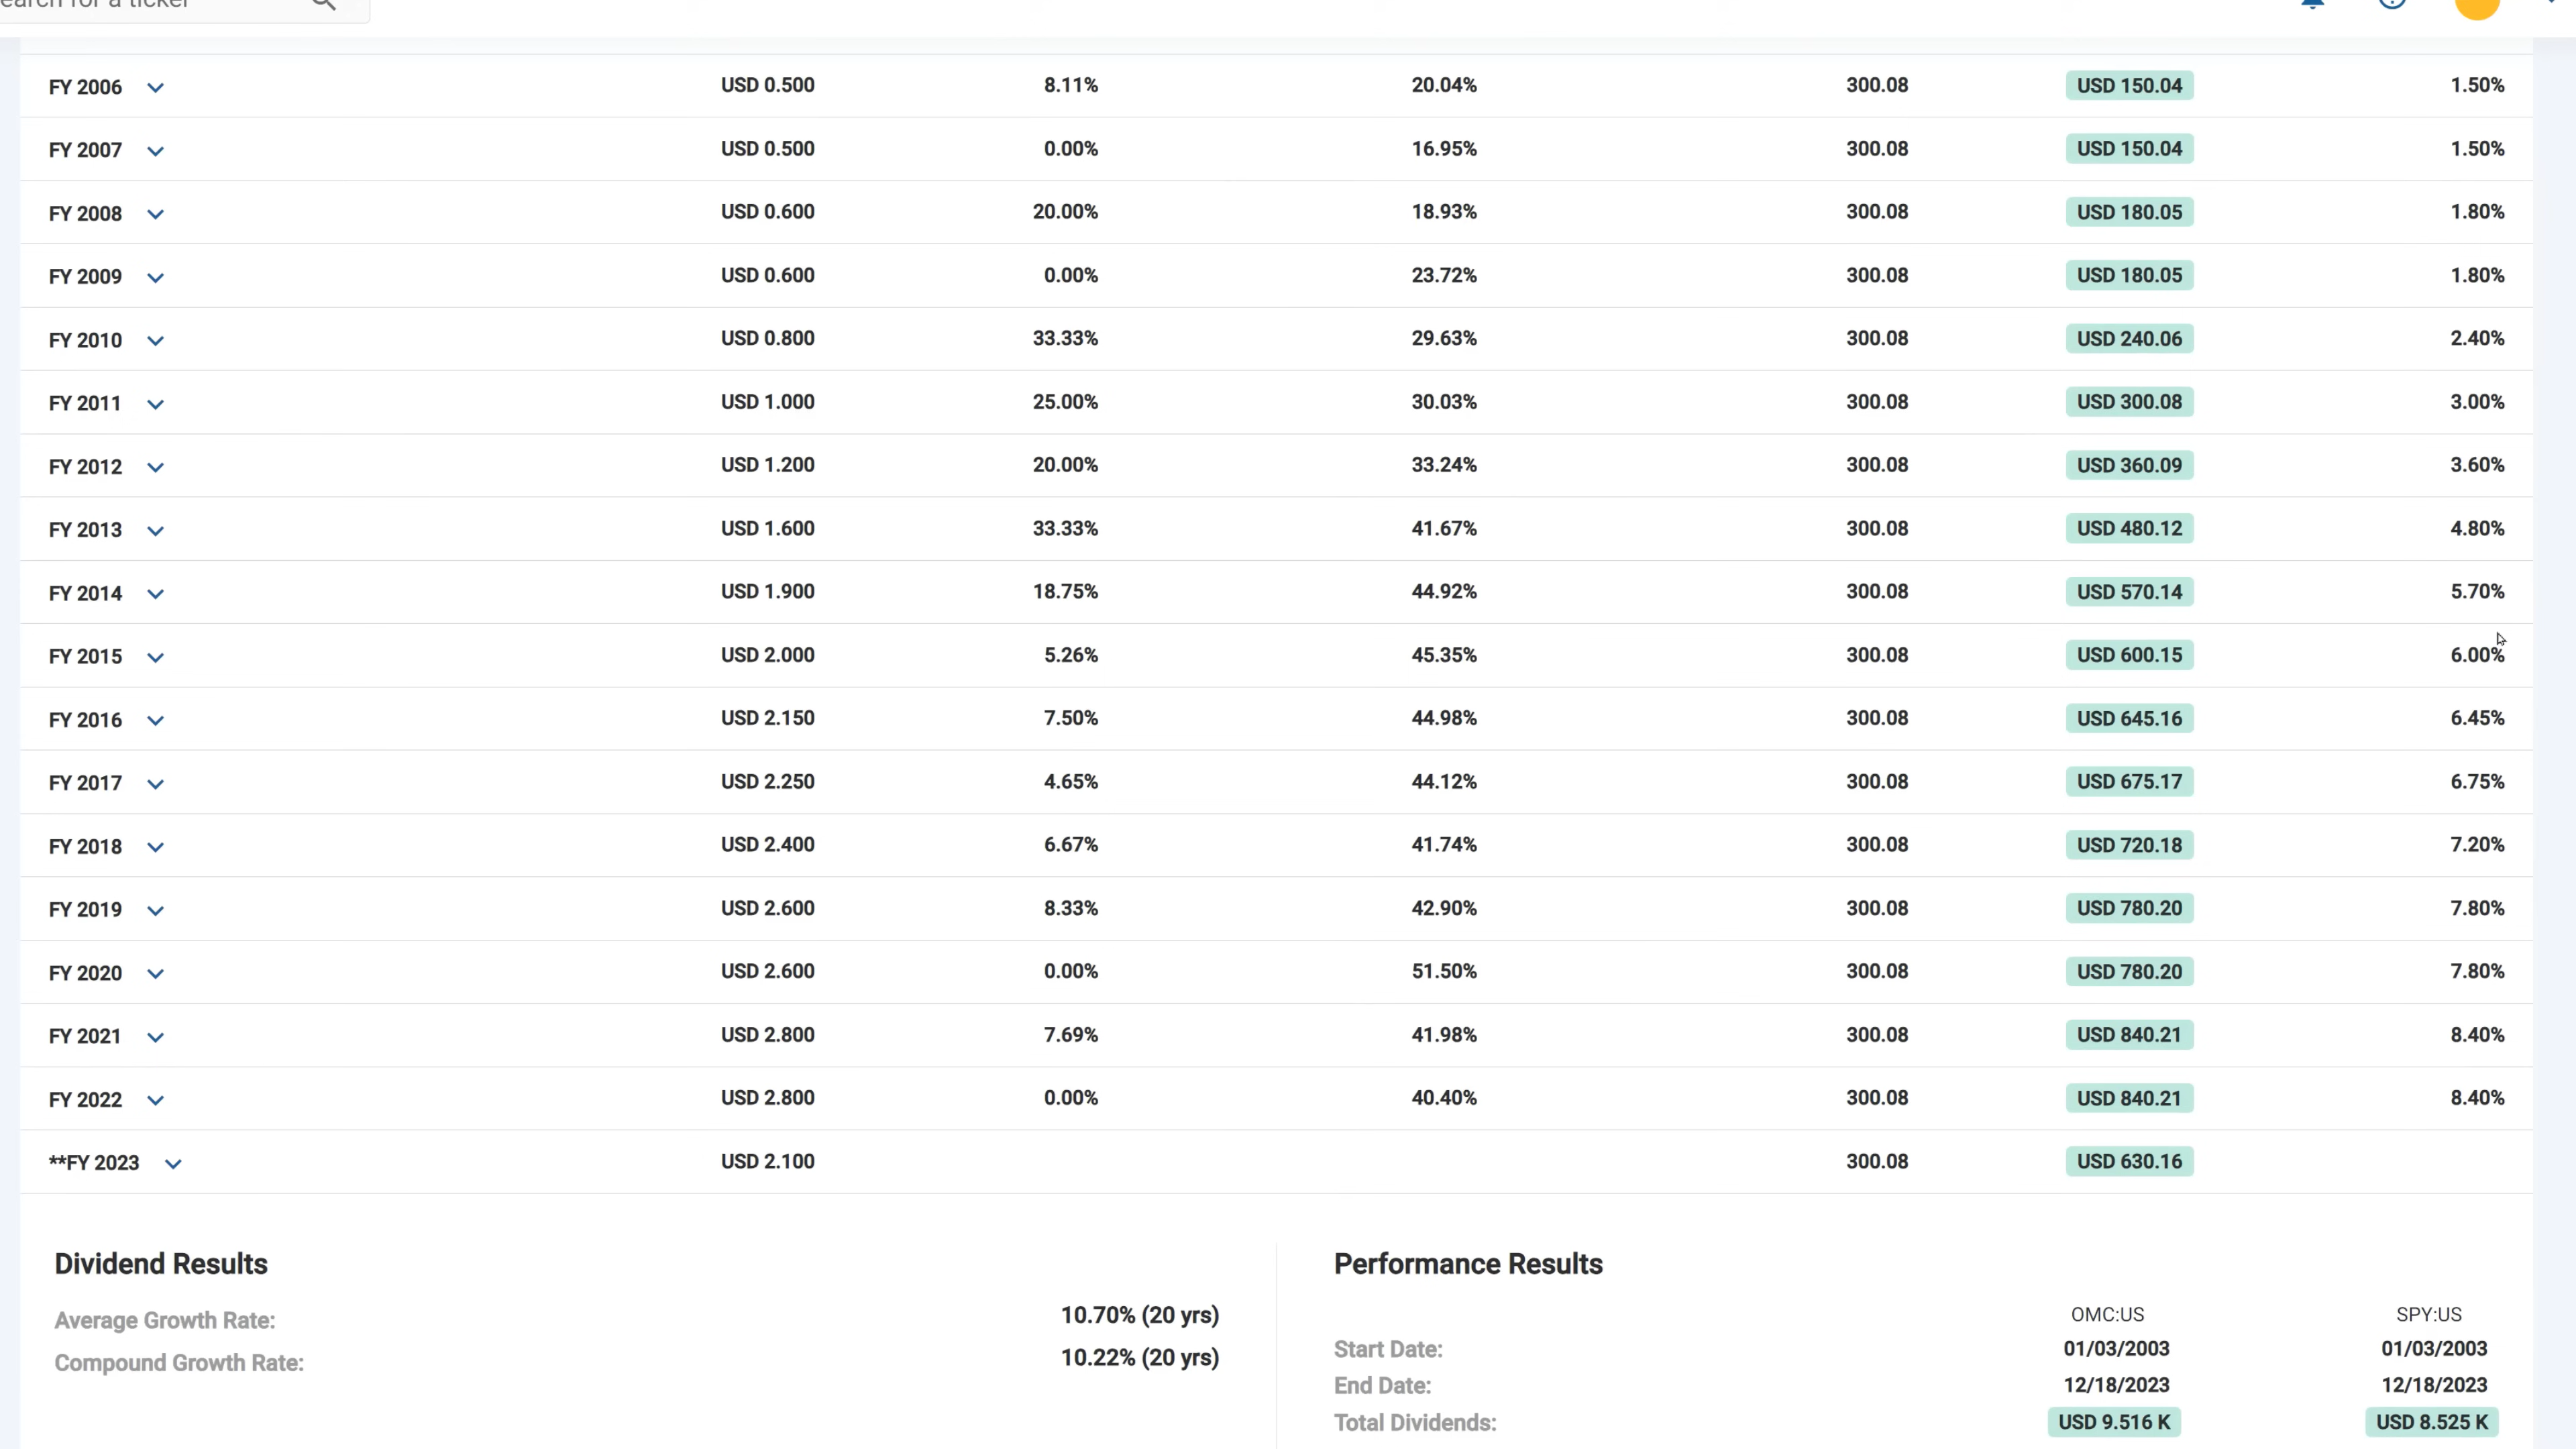 earch for a ticker
FY 2006 USD 0.500 8.11% 20.04% 300.08 USD 150.04 1.50%
FY 2007 USD 0.500 0.00% 16.95% 300.08 USD 150.04 1.50%
FY 2008 USD 0.600 20.00% 18.93% 300.08 USD 180.05 1.80%
FY 2009 USD 0.600 0.00% 23.72% 300.08 USD 180.05 1.80%
FY 2010 USD 0.800 33.33% 29.63% 300.08 USD 240.06 2.40%
FY 2011 USD 1.000 25.00% 30.03% 300.08 USD 300.08 3.00%
FY 2012 USD 1.200 20.00% 33.24% 300.08 USD 360.09 3.60%
FY 2013 USD 1.600 33.33% 41.67% 300.08 USD 480.12 4.80%
FY 2014 USD 1.900 18.75% 44.92% 300.08 USD 570.14 5.70%
FY 2015 USD 2.000 5.26% 45.35% 300.08 USD 600.15 6.00%
FY 2016 USD 2.150 7.50% 44.98% 300.08 USD 645.16 6.45%
FY 2017 USD 2.250 4.65% 44.12% 300.08 USD 675.17 6.75%
FY 2018 USD 2.400 6.67% 41.74% 300.08 USD 720.18 7.20%
FY 2019 USD 2.600 8.33% 42.90% 300.08 USD 780.20 7.80%
FY 2020 USD 2.600 0.00% 51.50% 300.08 USD 780.20 7.80%
FY 2021 USD 2.800 7.69% 41.98% 300.08 USD 840.21 8.40%
FY 2022 USD 2.800 0.00% 40.40% 300.08 USD 840.21 8.40%
**FY 2023 USD 2.100 300.08 USD 630.16
Dividend Results
Average Growth Rate: 10.70% (20 yrs)
Compound Growth Rate: 10.22% (20 yrs)
Performance Results
OMC:US SPY:US
Start Date: 01/03/2003 01/03/2003
End Date: 12/18/2023 12/18/2023
Total Dividends: USD 9.516 K USD 8.525 K